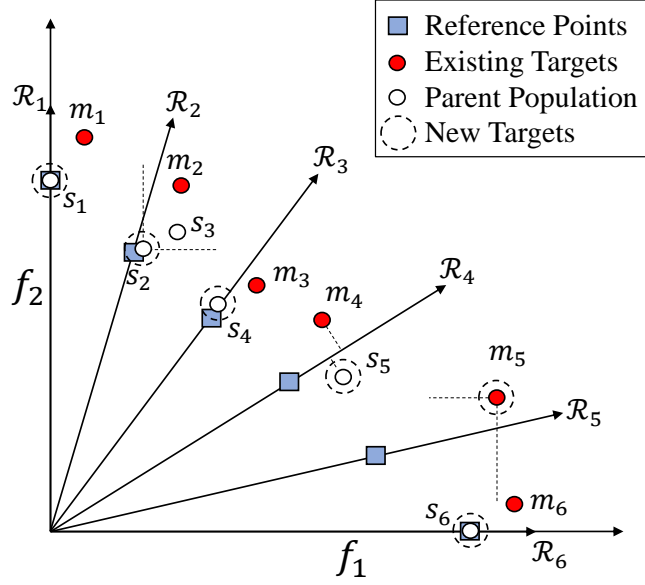 Reference Points
Existing Targets
Parent Population
New Targets
ℛ₁
m₁
ℛ₂
m₂
ℛ₃
s₁
s₃
s₂
f₂
m₃
m₄
ℛ₄
s₄
s₅
m₅
ℛ₅
s₆
m₆
f₁
ℛ₆